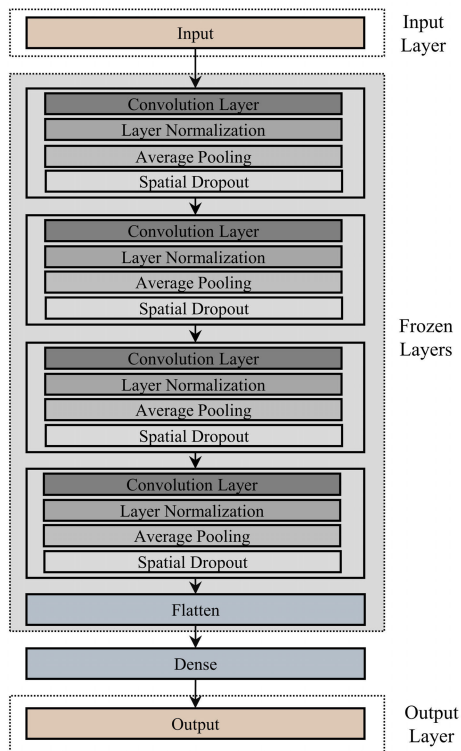 Input
Input
Layer
Convolution Layer
Layer Normalization
Average Pooling
Spatial Dropout
Convolution Layer
Layer Normalization
Average Pooling
Spatial Dropout
Frozen
Layers
Convolution Layer
Layer Normalization
Average Pooling
Spatial Dropout
Convolution Layer
Layer Normalization
Average Pooling
Spatial Dropout
Flatten
Dense
Output
Output
Layer